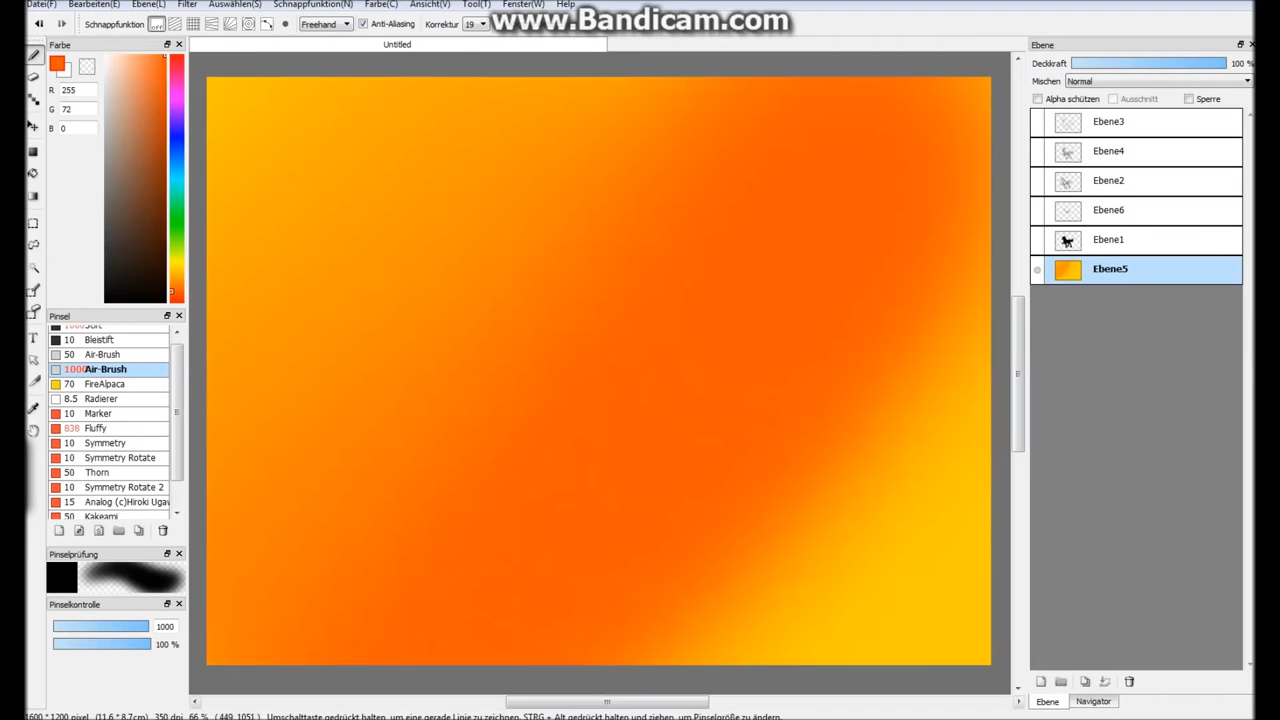 Datei(F) Bearbeiten(E) Ebene(L) Filter Auswählen(S) Schnappfunktion(N) Farbe(C) Ansicht(V) Tool(T) Fenster(W) Help
www.Bandicam.com
Schnappfunktion off Freehand Anti-Aliasing Korrektur 19
Farbe
Untitled
Ebene
R 255
G 72
B 0
Deckkraft 100 %
Mischen Normal
Alpha schützen Ausschnitt Sperre
Ebene3
Ebene4
Ebene2
Ebene6
Ebene1
Ebene5
Pinsel
10 Bleistift
50 Air-Brush
1000 Air-Brush
70 FireAlpaca
8.5 Radierer
10 Marker
838 Fluffy
10 Symmetry
10 Symmetry Rotate
50 Thorn
10 Symmetry Rotate 2
15 Analog (c)Hiroki Ugaw
50 Kakeami
Pinselprüfung
Pinselkontrolle
1000
100 %
Ebene Navigator
1600 * 1200 pixel (11.6 * 8.7cm) 350 dpi 66 % (449, 1051) Umschalttaste gedrückt halten, um eine gerade Linie zu zeichnen, STRG + Alt gedrückt halten und ziehen, um Pinselgröße zu ändern.